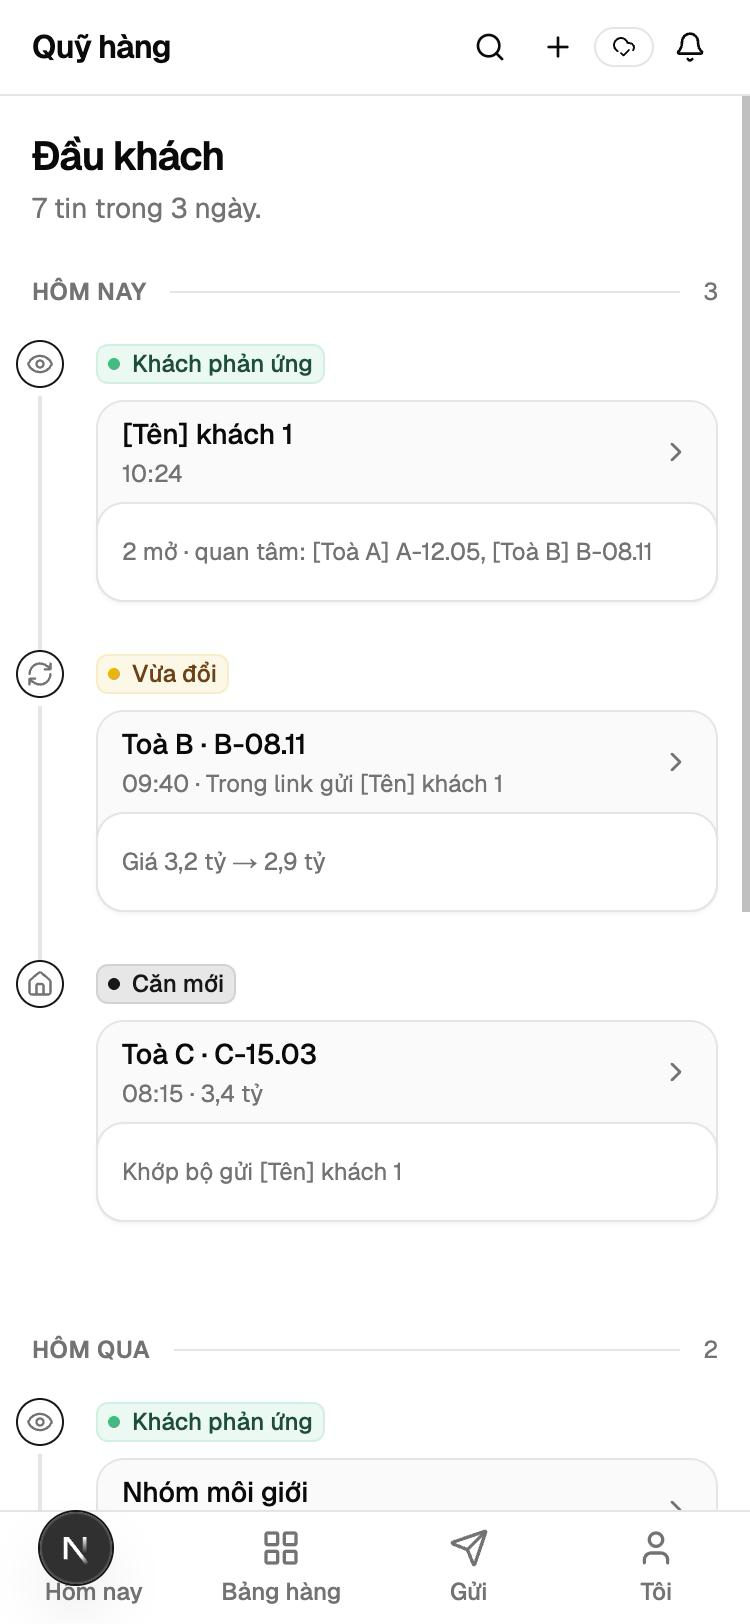 Quỹ hàng
Đầu khách
7 tin trong 3 ngày.
HÔM NAY 3
Khách phản ứng
[Tên] khách 1
10:24
2 mở · quan tâm: [Toà A] A-12.05, [Toà B] B-08.11
Vừa đổi
Toà B · B-08.11
09:40 · Trong link gửi [Tên] khách 1
Giá 3,2 tỷ → 2,9 tỷ
Căn mới
Toà C · C-15.03
08:15 · 3,4 tỷ
Khớp bộ gửi [Tên] khách 1
HÔM QUA 2
Khách phản ứng
Nhóm môi giới
N
Hôm nay Bảng hàng Gửi Tôi